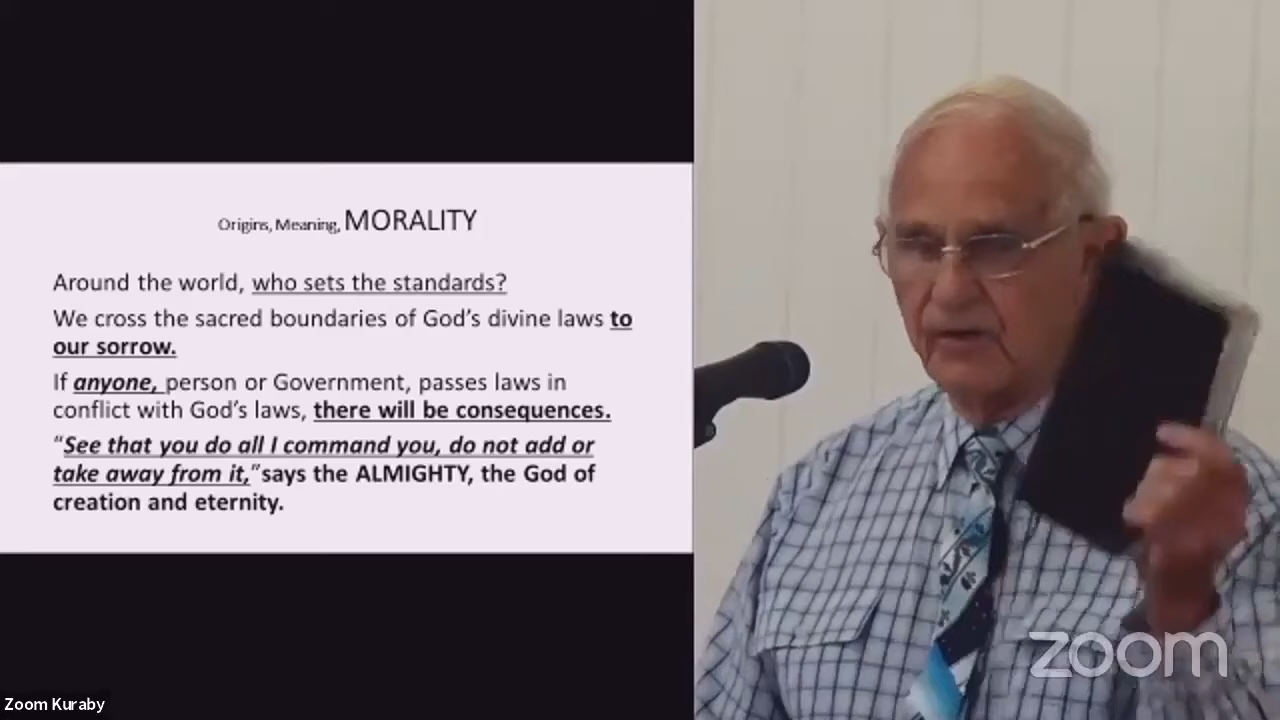 Origins, Meaning, MORALITY
Around the world, who sets the standards?
We cross the sacred boundaries of God’s divine laws to
our sorrow.
If anyone, person or Government, passes laws in
conflict with God’s laws, there will be consequences.
“See that you do all I command you, do not add or
take away from it,”says the ALMIGHTY, the God of
creation and eternity.
zoom
Zoom Kuraby